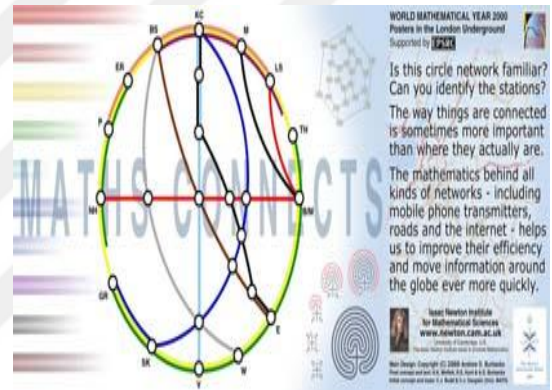 WORLD MATHEMATICAL YEAR 2000
Posters in the London Underground
Supported by EPSRC
Is this circle network familiar?
Can you identify the stations?
The way things are connected
is sometimes more important
than where they actually are.
The mathematics behind all
kinds of networks - including
mobile phone transmitters,
roads and the internet - helps
us to improve their efficiency
and move information around
the globe ever more quickly.
MATHS CONNECTS
KC
BS
M
ER
LS
P
TH
NH
B/M
GR
E
SK
W
V
Isaac Newton Institute
for Mathematical Sciences
www.newton.cam.ac.uk